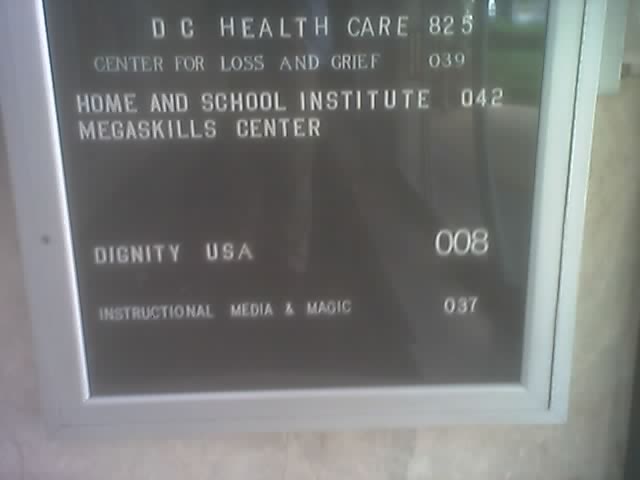 D C HEALTH CARE 825
CENTER FOR LOSS AND GRIEF 039
HOME AND SCHOOL INSTITUTE 042
MEGASKILLS CENTER
DIGNITY USA 008
INSTRUCTIONAL MEDIA & MAGIC 037